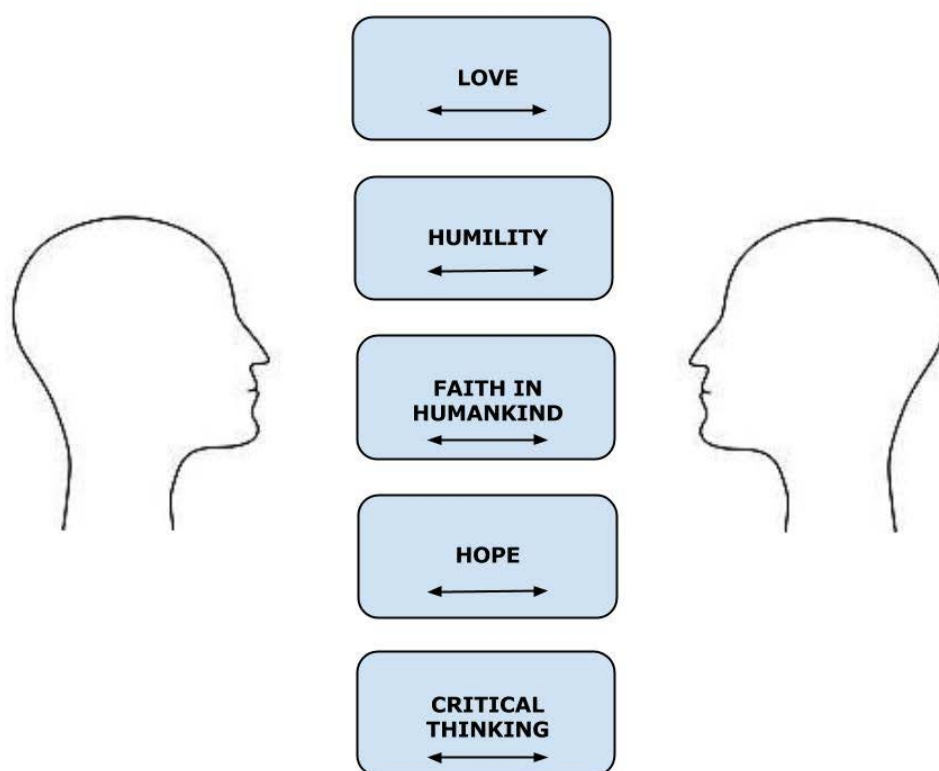 LOVE
HUMILITY
FAITH IN
HUMANKIND
HOPE
CRITICAL
THINKING